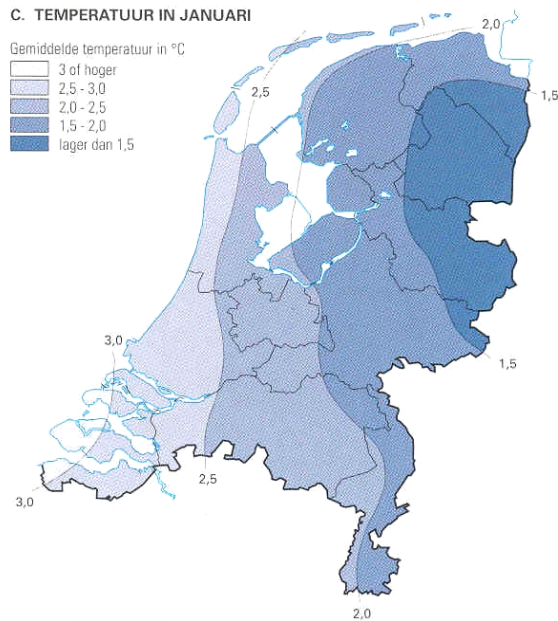 C. TEMPERATUUR IN JANUARI
Gemiddelde temperatuur in °C
3 of hoger
2,5 - 3,0
2,0 - 2,5
1,5 - 2,0
lager dan 1,5
2,0
2,5
1,5
3,0
1,5
2,5
3,0
2,0